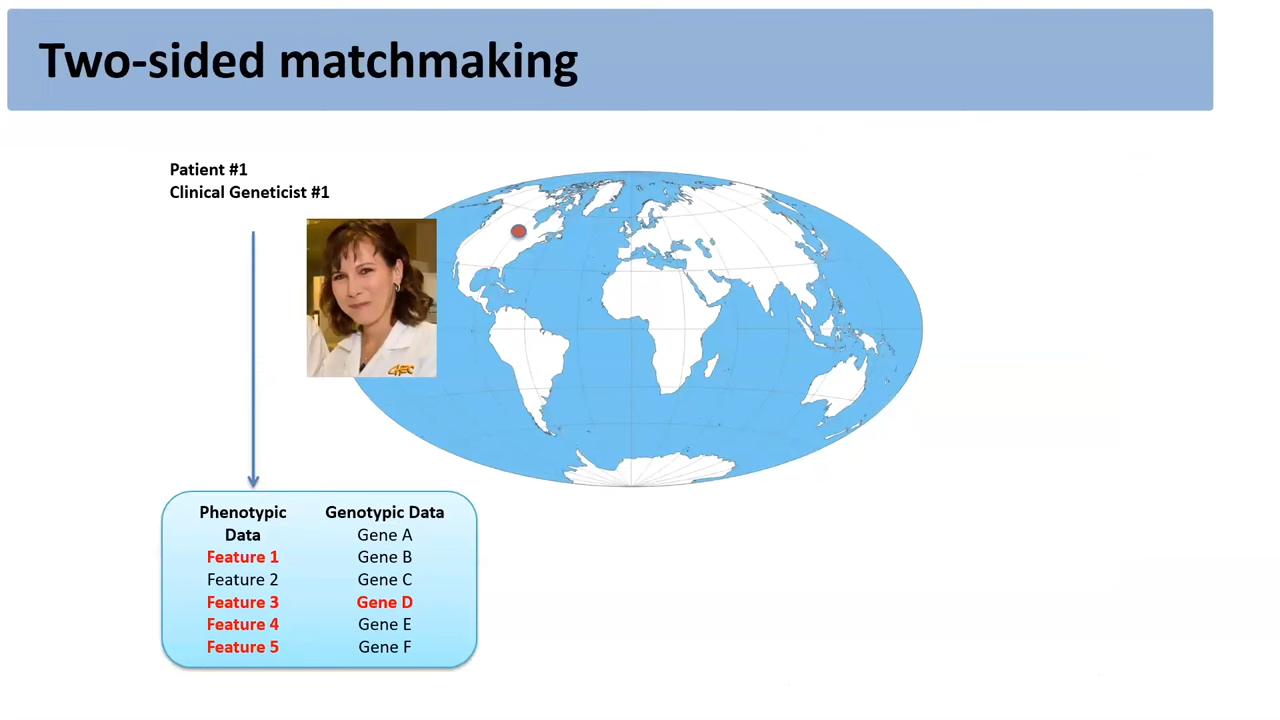 Two-sided matchmaking
Patient #1
Clinical Geneticist #1
Phenotypic Data
Feature 1
Feature 2
Feature 3
Feature 4
Feature 5
Genotypic Data
Gene A
Gene B
Gene C
Gene D
Gene E
Gene F